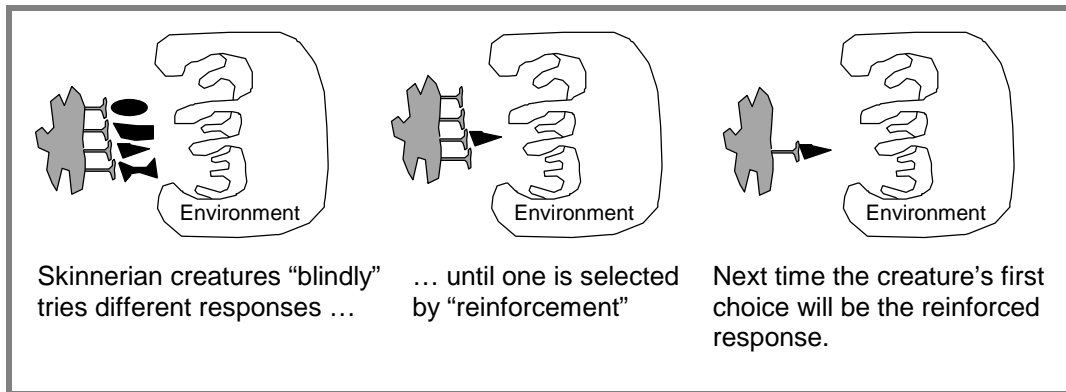 Environment
Environment
Environment
Skinnerian creatures “blindly”
tries different responses …
… until one is selected
by “reinforcement”
Next time the creature’s first
choice will be the reinforced
response.